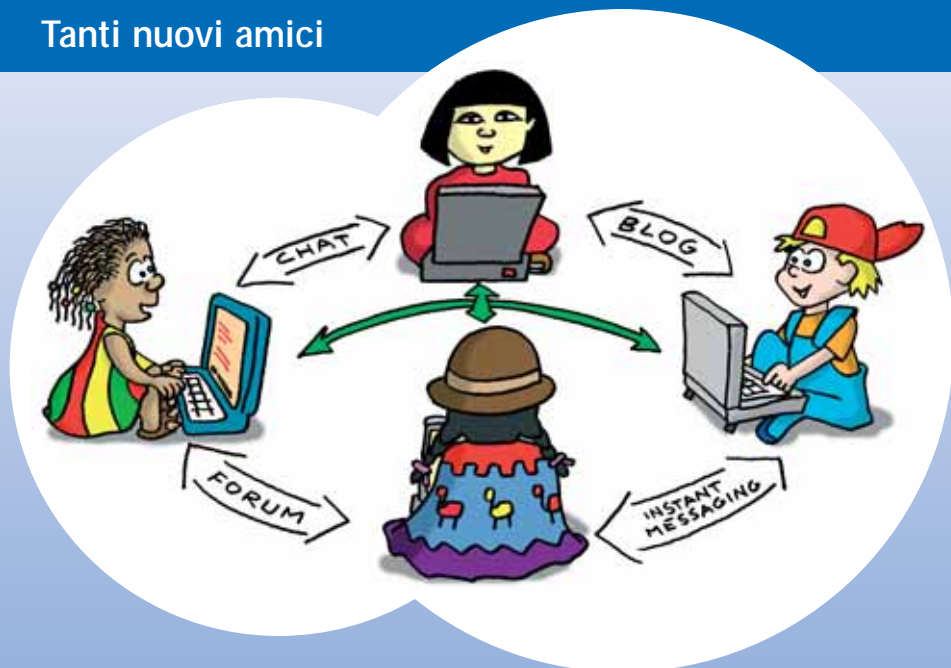 Tanti nuovi amici
CHAT
BLOG
FORUM
INSTANT
MESSAGING